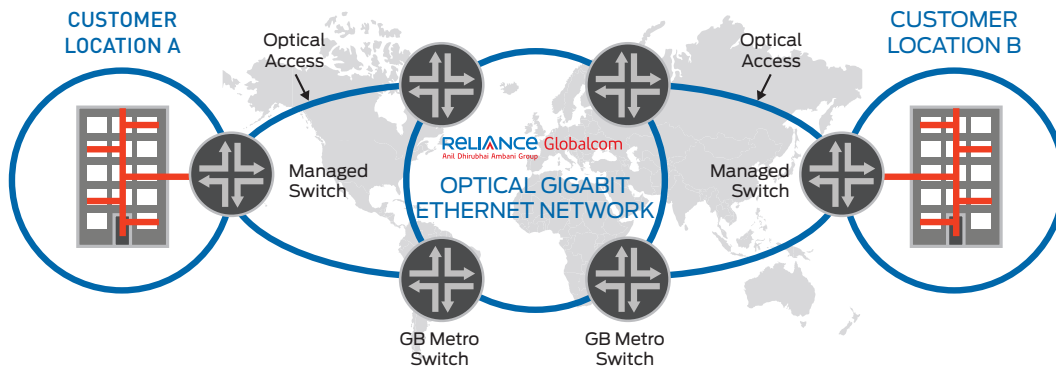 CUSTOMER
LOCATION A
Optical
Access
Optical
Access
CUSTOMER
LOCATION B
RELIANCE Globalcom
Anil Dhirubhai Ambani Group
Managed
Switch
OPTICAL GIGABIT
ETHERNET NETWORK
Managed
Switch
GB Metro
Switch
GB Metro
Switch